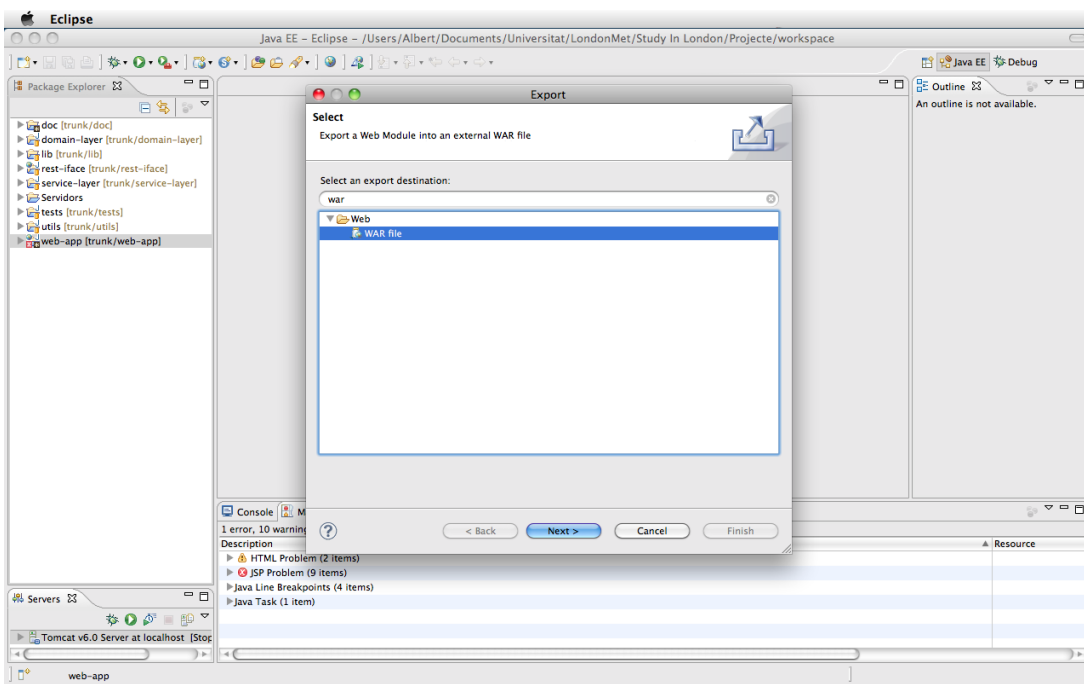 Eclipse
Java EE – Eclipse – /Users/Albert/Documents/Universitat/LondonMet/Study In London/Projecte/workspace
Java EE
Debug
Package Explorer
doc [trunk/doc]
domain-layer [trunk/domain-layer]
lib [trunk/lib]
rest-iface [trunk/rest-iface]
service-layer [trunk/service-layer]
Servidors
tests [trunk/tests]
utils [trunk/utils]
web-app [trunk/web-app]
Export
Select
Export a Web Module into an external WAR file
Select an export destination:
war
Web
WAR file
?
< Back
Next >
Cancel
Finish
Outline
An outline is not available.
Console
M
1 error, 10 warning
Description
Resource
HTML Problem (2 items)
JSP Problem (9 items)
Java Line Breakpoints (4 items)
Java Task (1 item)
Servers
Tomcat v6.0 Server at localhost [Stop
web-app